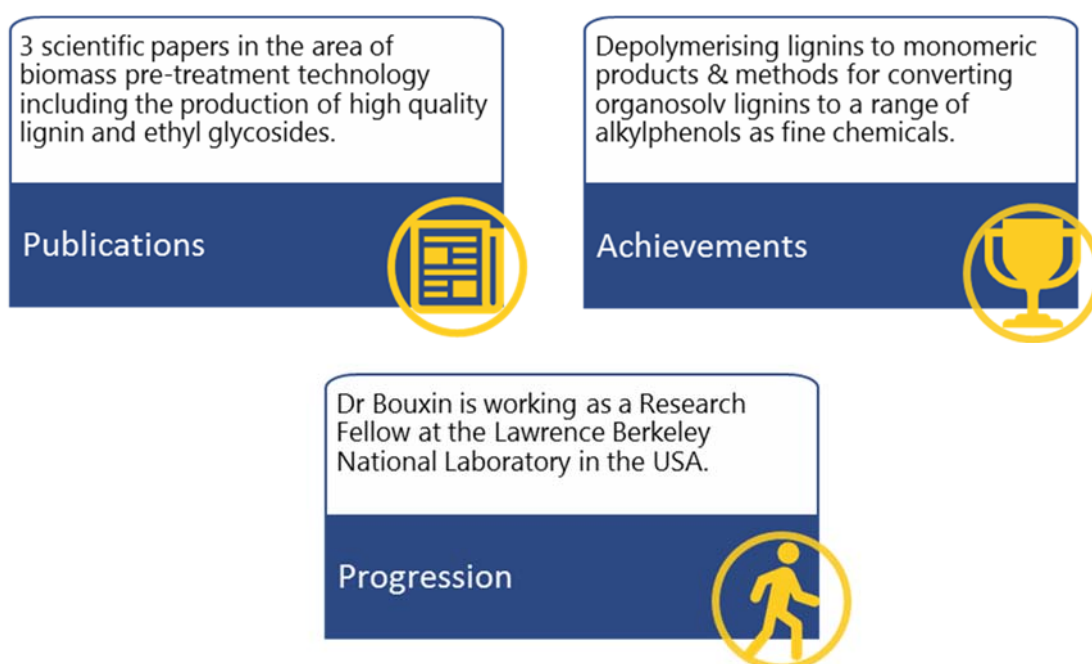 3 scientific papers in the area of
biomass pre-treatment technology
including the production of high quality
lignin and ethyl glycosides.
Publications
Depolymerising lignins to monomeric
products & methods for converting
organosolv lignins to a range of
alkylphenols as fine chemicals.
Achievements
Dr Bouxin is working as a Research
Fellow at the Lawrence Berkeley
National Laboratory in the USA.
Progression